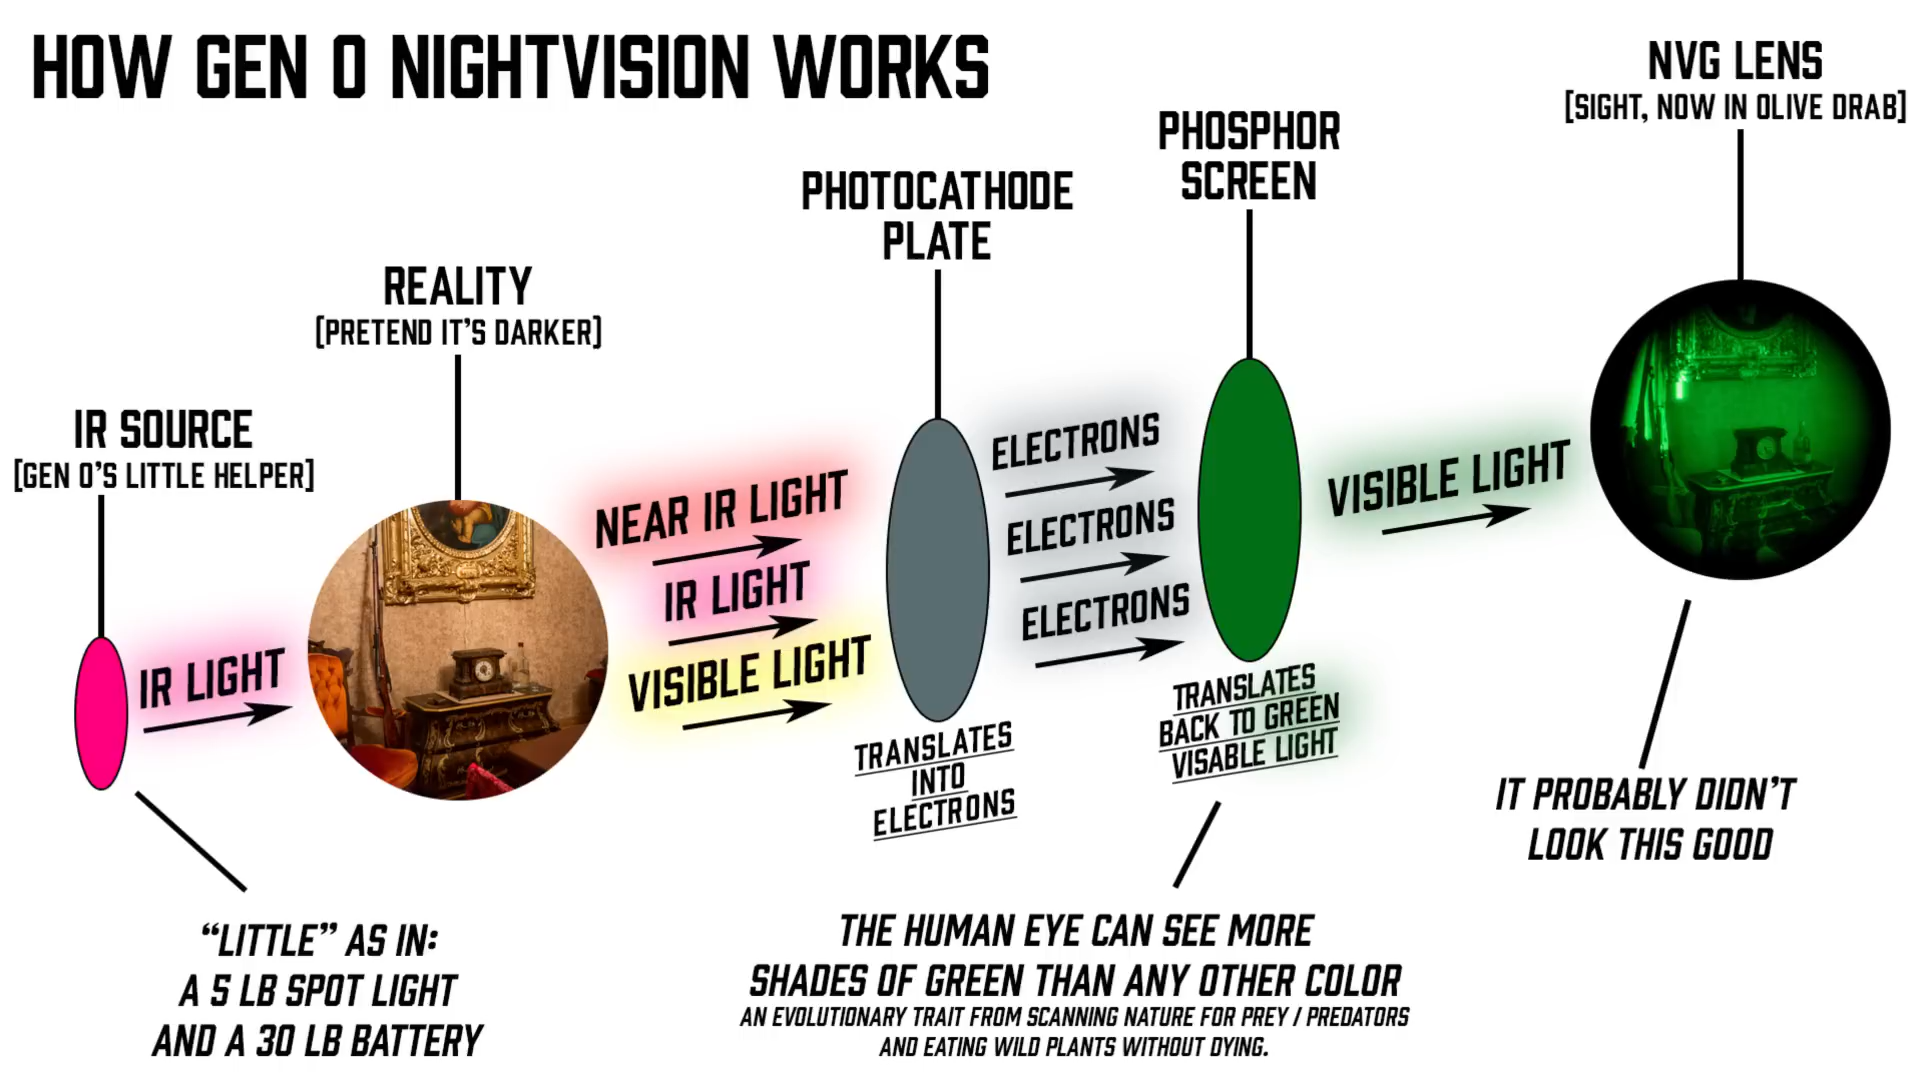 HOW GEN 0 NIGHTVISION WORKS
IR SOURCE
[GEN 0'S LITTLE HELPER]
IR LIGHT
"LITTLE" AS IN:
A 5 LB SPOT LIGHT
AND A 30 LB BATTERY
REALITY
[PRETEND IT'S DARKER]
NEAR IR LIGHT
IR LIGHT
VISIBLE LIGHT
PHOTOCATHODE
PLATE
TRANSLATES
INTO
ELECTRONS
ELECTRONS
ELECTRONS
ELECTRONS
PHOSPHOR
SCREEN
TRANSLATES
BACK TO GREEN
VISABLE LIGHT
THE HUMAN EYE CAN SEE MORE
SHADES OF GREEN THAN ANY OTHER COLOR
AN EVOLUTIONARY TRAIT FROM SCANNING NATURE FOR PREY / PREDATORS
AND EATING WILD PLANTS WITHOUT DYING.
VISIBLE LIGHT
NVG LENS
[SIGHT, NOW IN OLIVE DRAB]
IT PROBABLY DIDN'T
LOOK THIS GOOD